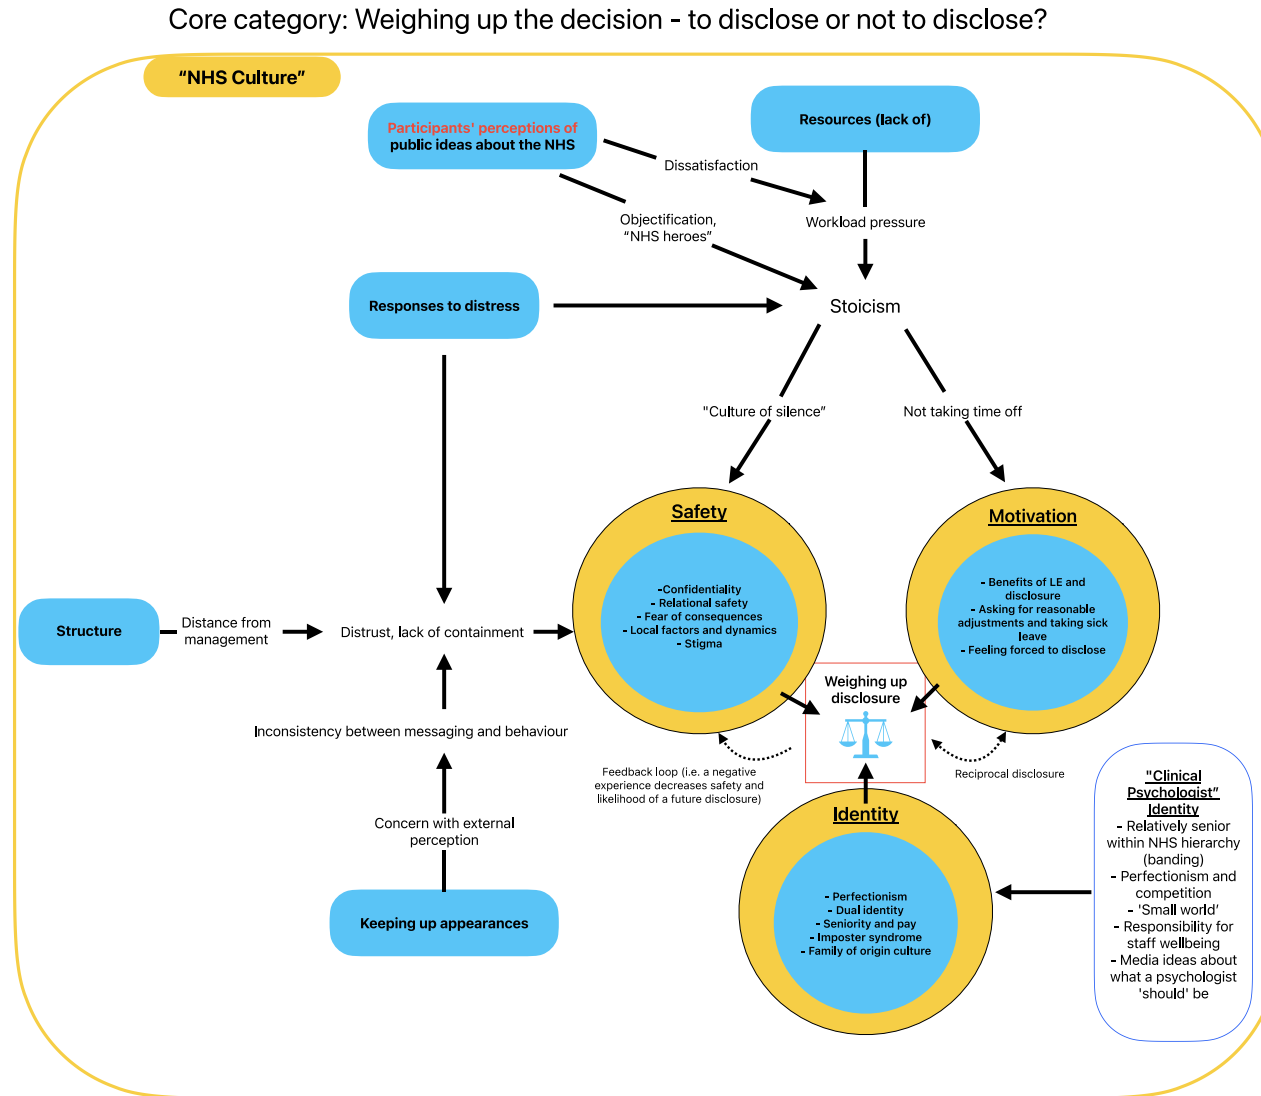 Core category: Weighing up the decision - to disclose or not to disclose?
“NHS Culture”
Participants' perceptions of
public ideas about the NHS
Resources (lack of)
Dissatisfaction
Objectification,
“NHS heroes”
Workload pressure
Responses to distress
Stoicism
"Culture of silence”
Not taking time off
Safety
-Confidentiality
- Relational safety
- Fear of consequences
- Local factors and dynamics
- Stigma
Motivation
- Benefits of LE and
disclosure
- Asking for reasonable
adjustments and taking sick
leave
- Feeling forced to disclose
Structure
Distance from
management
Distrust, lack of containment
Weighing up
disclosure
Inconsistency between messaging and behaviour
Feedback loop (i.e. a negative
experience decreases safety and
likelihood of a future disclosure)
Reciprocal disclosure
Concern with external
perception
Keeping up appearances
Identity
- Perfectionism
- Dual identity
- Seniority and pay
- Imposter syndrome
- Family of origin culture
"Clinical
Psychologist”
Identity
- Relatively senior
within NHS hierarchy
(banding)
- Perfectionism and
competition
- 'Small world’
- Responsibility for
staff wellbeing
- Media ideas about
what a psychologist
'should' be